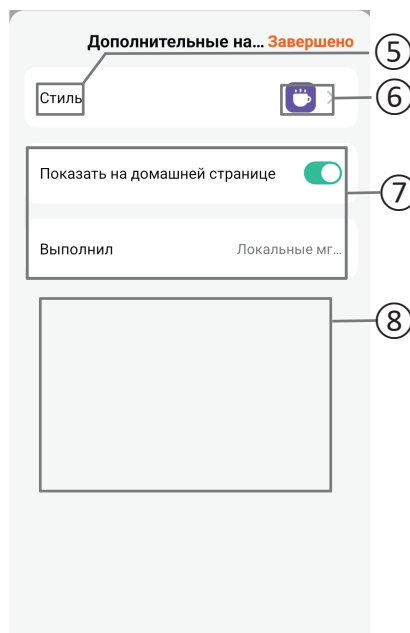 Дополнительные на... Завершено
5
Стиль
6
Показать на домашней странице
7
Выполнил Локальные мг...
8